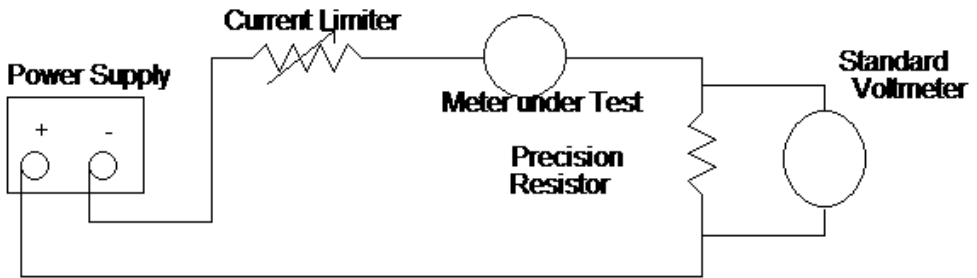 Current Limiter
Power Supply
+ -
Meter under Test
Precision
Resistor
Standard
Voltmeter